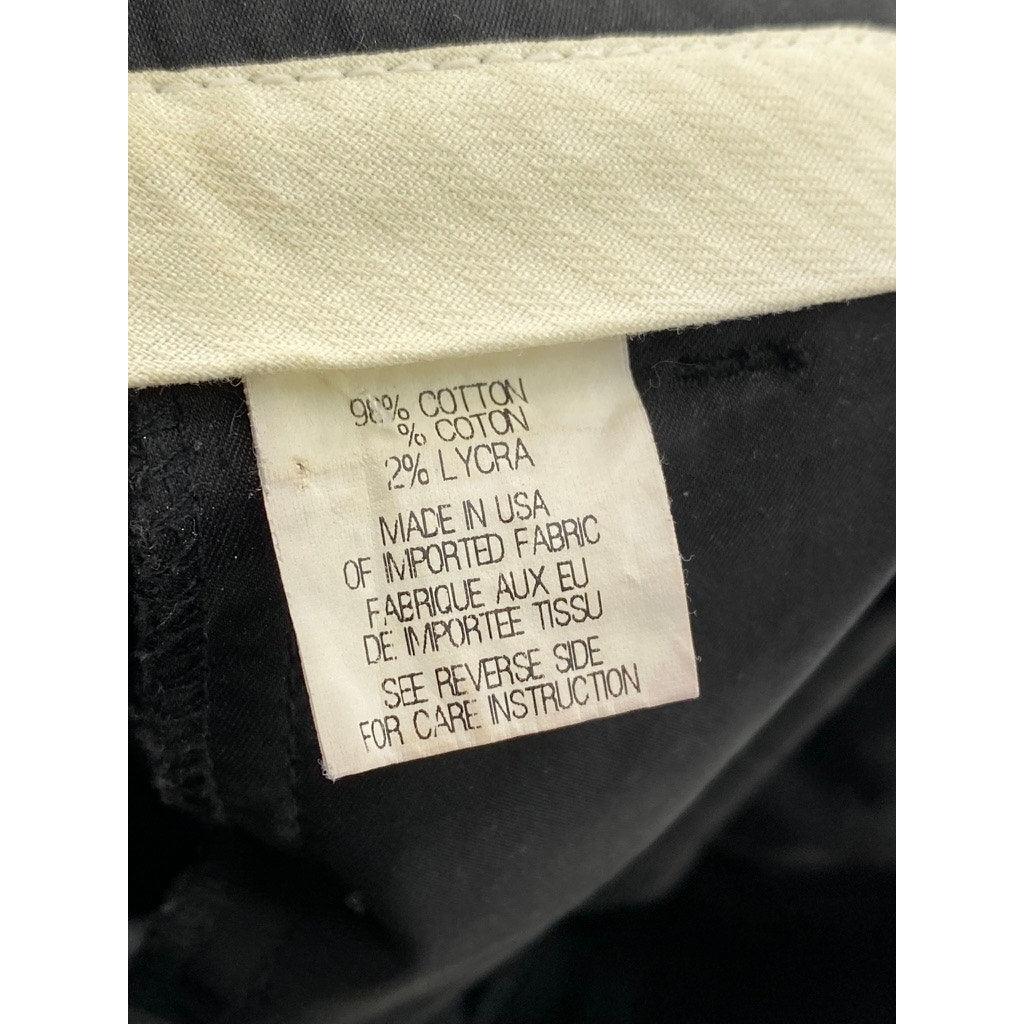 98% COTTON
% COTON
2% LYCRA
MADE IN USA
OF IMPORTED FABRIC
FABRIQUE AUX EU
DE IMPORTEE TISSU
SEE REVERSE SIDE
FOR CARE INSTRUCTION